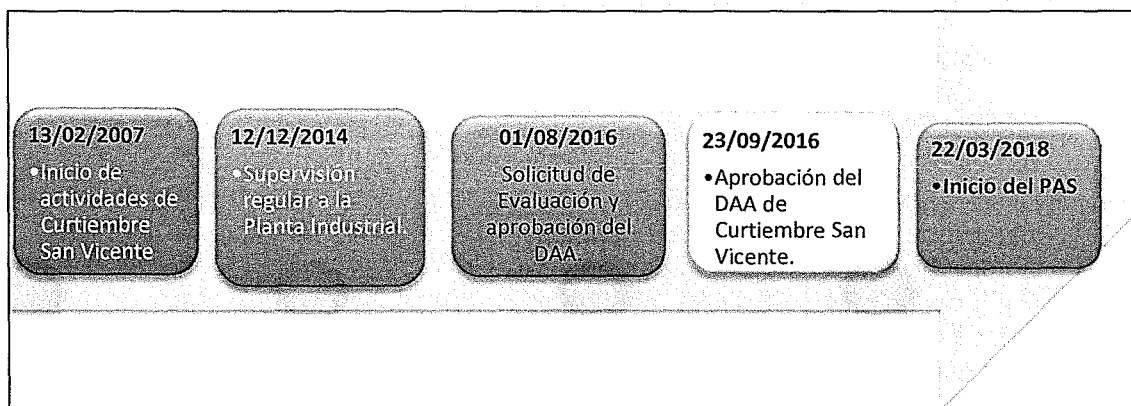 13/02/2007
•Inicio de
actividades de
Curtiembre
San Vicente
12/12/2014
•Supervisión
regular a la
Planta Industrial.
01/08/2016
Solicitud de
Evaluación y
aprobación del
DAA.
23/09/2016
•Aprobación del
DAA de
Curtiembre San
Vicente.
22/03/2018
•Inicio del PAS